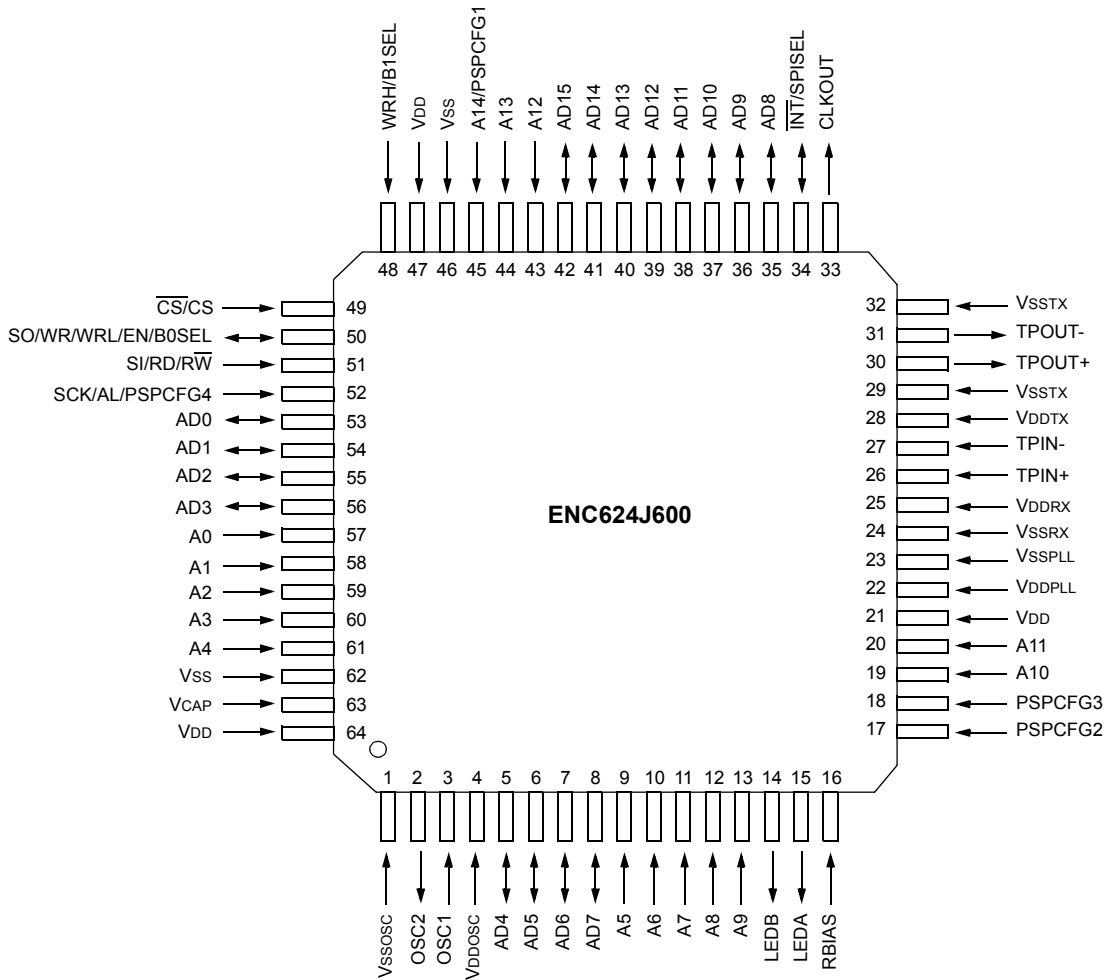 WRH/B1SEL
VDD
VSS
A14/PSPCFG1
A13
A12
AD15
AD14
AD13
AD12
AD11
AD10
AD9
AD8
I̅N̅T̅/SPISEL
CLKOUT
48 47 46 45 44 43 42 41 40 39 38 37 36 35 34 33
C̅S̅/CS 49
SO/WR/WRL/EN/B0SEL 50
SI/RD/RW̅ 51
SCK/AL/PSPCFG4 52
AD0 53
AD1 54
AD2 55
AD3 56
A0 57
A1 58
A2 59
A3 60
A4 61
VSS 62
VCAP 63
VDD 64
ENC624J600
32 VSSTX
31 TPOUT-
30 TPOUT+
29 VSSTX
28 VDDTX
27 TPIN-
26 TPIN+
25 VDDRX
24 VSSRX
23 VSSPLL
22 VDDPLL
21 VDD
20 A11
19 A10
18 PSPCFG3
17 PSPCFG2
1 2 3 4 5 6 7 8 9 10 11 12 13 14 15 16
VSSOSC
OSC2
OSC1
VDDOSC
AD4
AD5
AD6
AD7
A5
A6
A7
A8
A9
LEDB
LEDA
RBIAS